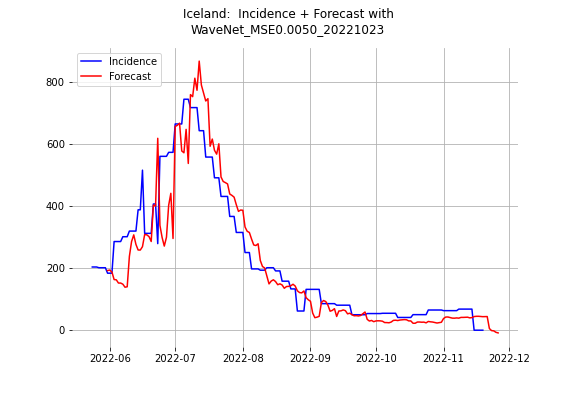 Iceland:  Incidence + Forecast with
WaveNet_MSE0.0050_20221023
Incidence
Forecast
800
600
400
200
0
2022-06 2022-07 2022-08 2022-09 2022-10 2022-11 2022-12